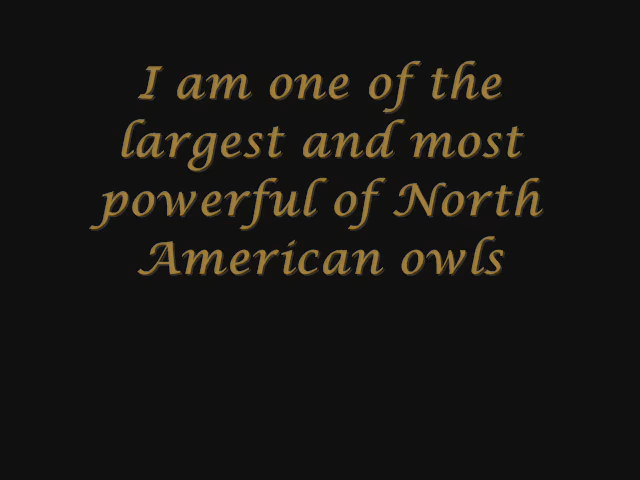 I am one of the
largest and most
powerful of North
American owls